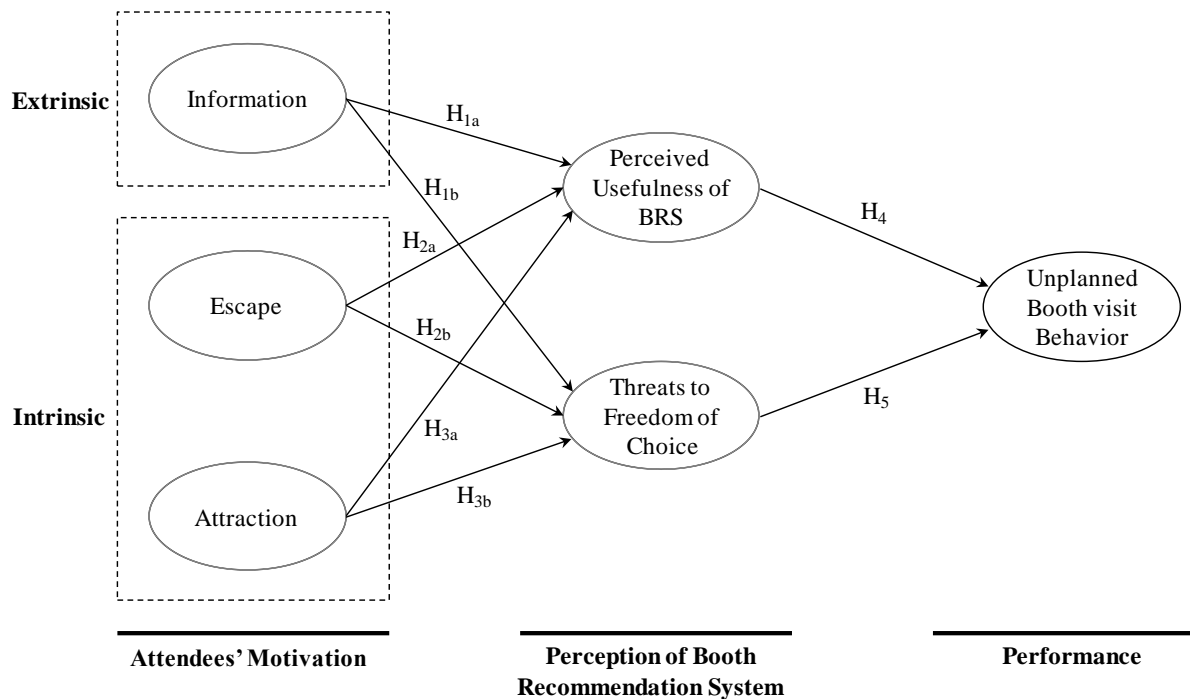 Extrinsic
Information
H1a
H1b
Perceived
Usefulness of
BRS
H4
H2a
Escape
H2b
Unplanned
Booth visit
Behavior
Intrinsic
Threats to
Freedom of
Choice
H5
H3a
H3b
Attraction
Attendees’ Motivation
Perception of Booth
Recommendation System
Performance